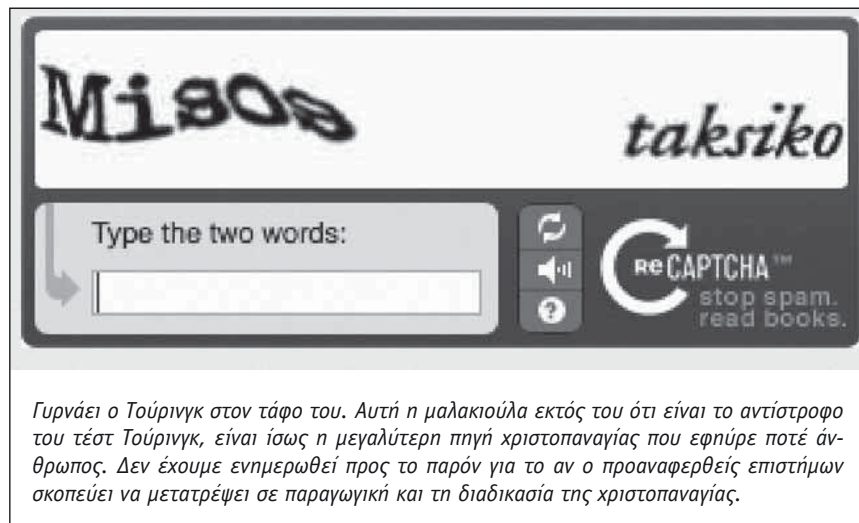 Misos
taksiko
Type the two words:
ReCAPTCHA™
stop spam.
read books.
Γυρνάει ο Τούρινγκ στον τάφο του. Αυτή η μαλακιούλα εκτός του ότι είναι το αντίστροφο
του τέστ Τούρινγκ, είναι ίσως η μεγαλύτερη πηγή χριστοπαναγίας που εφηύρε ποτέ άν-
θρωπος. Δεν έχουμε ενημερωθεί προς το παρόν για το αν ο προαναφερθείς επιστήμων
σκοπεύει να μετατρέψει σε παραγωγική και τη διαδικασία της χριστοπαναγίας.